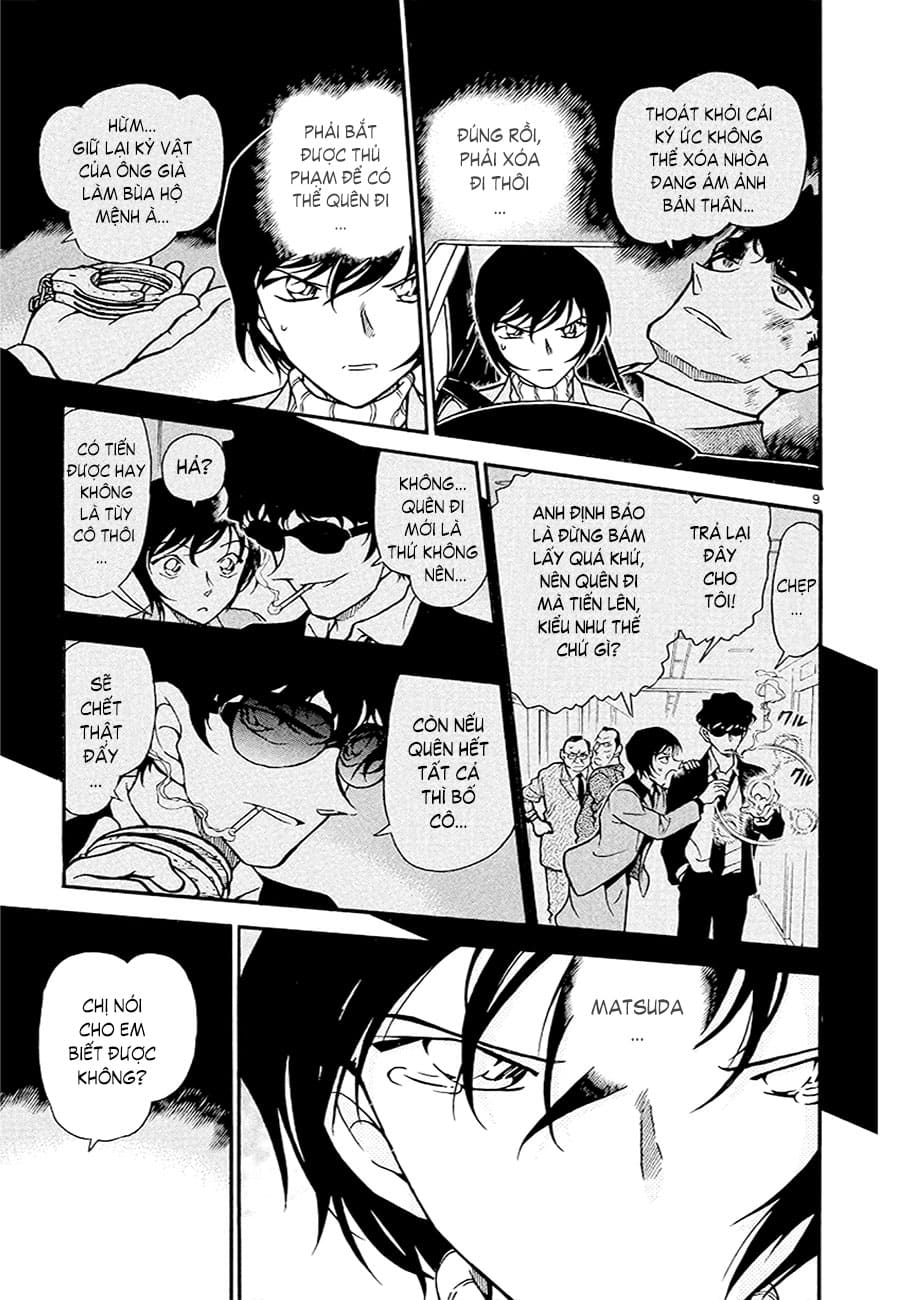 THOÁT KHỎI CÁI
KÝ ỨC KHÔNG
THỂ XÓA NHÒA
ĐANG ÁM ẢNH
BẢN THÂN...
ĐÚNG RỒI,
PHẢI XÓA
ĐI THÔI
...
PHẢI BẮT
ĐƯỢC THỦ
PHẠM ĐỂ CÓ
THỂ QUÊN ĐI
...
HỪM...
GIỮ LẠI KỶ VẬT
CỦA ÔNG GIÀ
LÀM BÙA HỘ
MỆNH À...
9
CHẸP
...
TRẢ LẠI
ĐÂY CHO
TÔI!
ANH ĐỊNH BẢO
LÀ ĐỪNG BÁM
LẤY QUÁ KHỨ,
NÊN QUÊN ĐI
MÀ TIẾN LÊN,
KIỂU NHƯ THẾ
CHỨ GÌ?
クル
クル
KHÔNG...
QUÊN ĐI
MỚI LÀ
THỨ KHÔNG
NÊN...
HẢ?
CÓ TIẾN
ĐƯỢC HAY
KHÔNG
LÀ TÙY
CÔ THÔI
...
CÒN NẾU
QUÊN HẾT
TẤT CẢ
THÌ BỐ
CÔ...
SẼ
CHẾT
THẬT
ĐẤY
...
MATSUDA
...
CHỊ NÓI
CHO EM
BIẾT ĐƯỢC
KHÔNG?